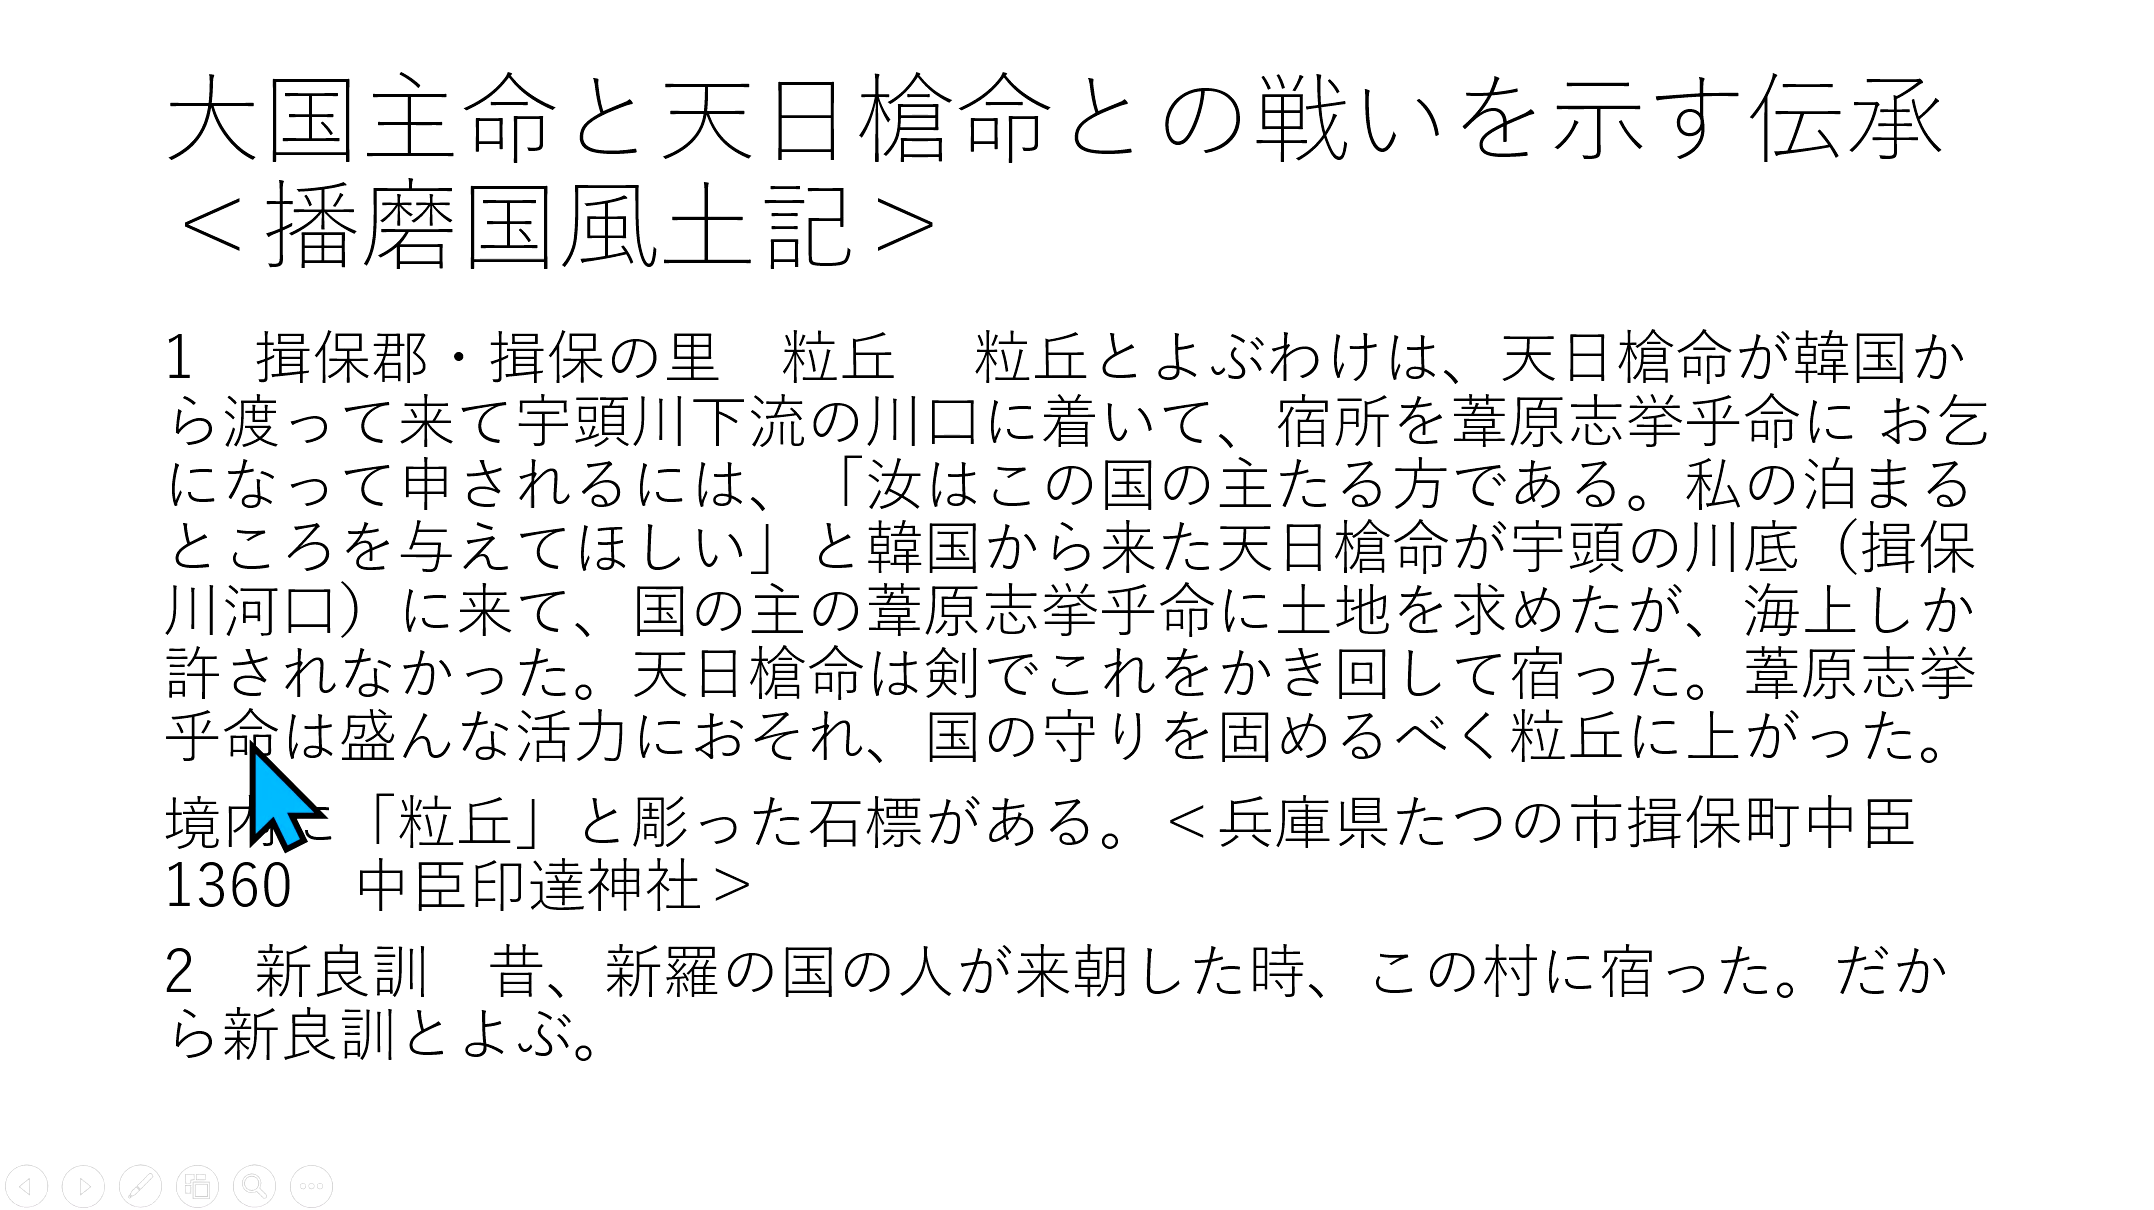 大国主命と天日槍命との戦いを示す伝承
＜播磨国風土記＞
1　揖保郡・揖保の里　粒丘　 粒丘とよぶわけは、天日槍命が韓国か
ら渡って来て宇頭川下流の川口に着いて、宿所を葦原志挙乎命に お乞
になって申されるには、「汝はこの国の主たる方である。私の泊まる
ところを与えてほしい」と韓国から来た天日槍命が宇頭の川底（揖保
川河口）に来て、国の主の葦原志挙乎命に土地を求めたが、海上しか
許されなかった。天日槍命は剣でこれをかき回して宿った。葦原志挙
乎命は盛んな活力におそれ、国の守りを固めるべく粒丘に上がった。
境内に「粒丘」と彫った石標がある。＜兵庫県たつの市揖保町中臣
1360　中臣印達神社＞
2　新良訓　昔、新羅の国の人が来朝した時、この村に宿った。だか
ら新良訓とよぶ。